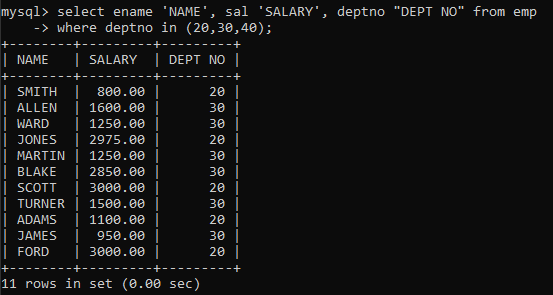 mysql> select ename 'NAME', sal 'SALARY', deptno "DEPT NO" from emp
    -> where deptno in (20,30,40);
+--------+---------+---------+
| NAME   | SALARY  | DEPT NO |
+--------+---------+---------+
| SMITH  |  800.00 |      20 |
| ALLEN  | 1600.00 |      30 |
| WARD   | 1250.00 |      30 |
| JONES  | 2975.00 |      20 |
| MARTIN | 1250.00 |      30 |
| BLAKE  | 2850.00 |      30 |
| SCOTT  | 3000.00 |      20 |
| TURNER | 1500.00 |      30 |
| ADAMS  | 1100.00 |      20 |
| JAMES  |  950.00 |      30 |
| FORD   | 3000.00 |      20 |
+--------+---------+---------+
11 rows in set (0.00 sec)